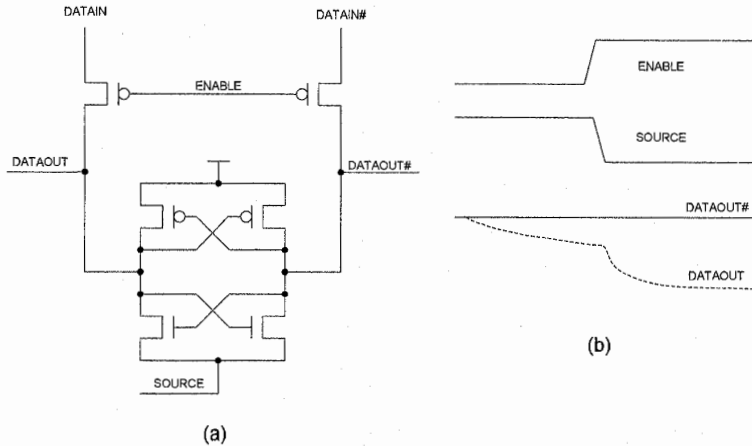 DATAIN
DATAIN#
ENABLE
DATAOUT
DATAOUT#
SOURCE
(a)
ENABLE
SOURCE
DATAOUT#
DATAOUT
(b)